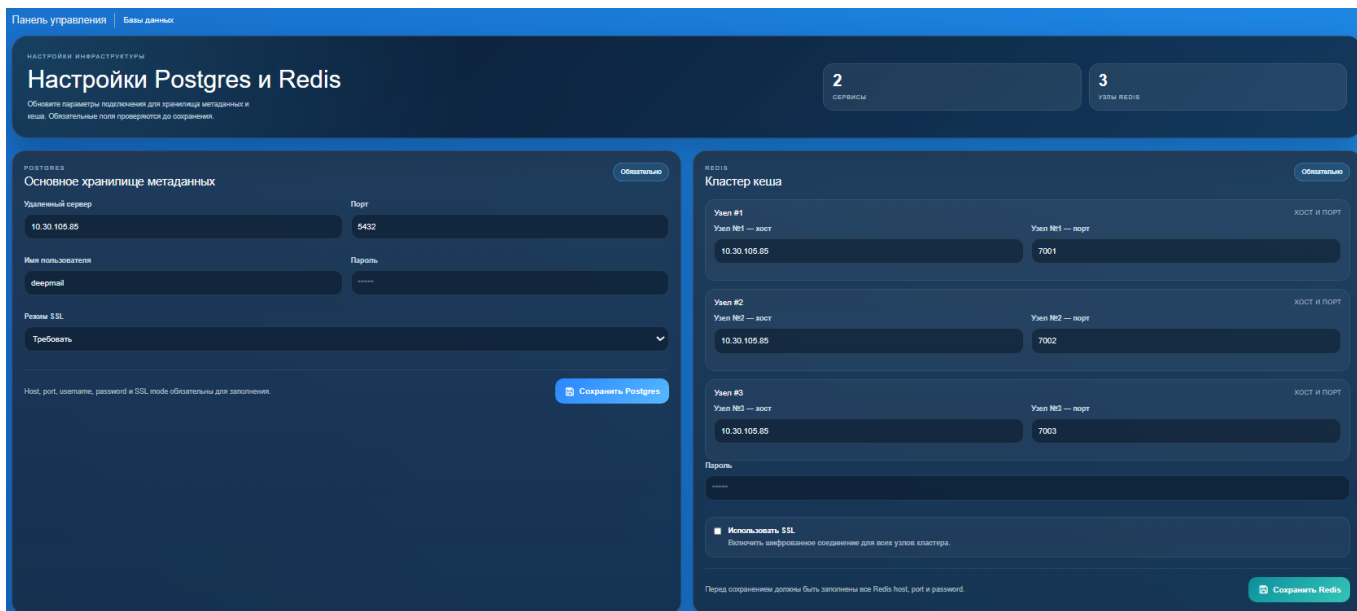 Панель управления
Базы данных
НАСТРОЙКИ ИНФРАСТРУКТУРЫ
Настройки Postgres и Redis
Обновите параметры подключения для хранилища метаданных и
кеша. Обязательные поля проверяются до сохранения.
2
СЕРВИСЫ
3
УЗЛЫ REDIS
POSTGRES
Основное хранилище метаданных
Обязательно
Удаленный сервер
Порт
10.30.105.85
5432
Имя пользователя
Пароль
deepmail
*****
Режим SSL
Требовать
Host, port, username, password и SSL mode обязательны для заполнения.
Сохранить Postgres
REDIS
Кластер кеша
Обязательно
Узел #1
ХОСТ И ПОРТ
Узел №1 — хост
Узел №1 — порт
10.30.105.85
7001
Узел #2
ХОСТ И ПОРТ
Узел №2 — хост
Узел №2 — порт
10.30.105.85
7002
Узел #3
ХОСТ И ПОРТ
Узел №3 — хост
Узел №3 — порт
10.30.105.85
7003
Пароль
*****
Использовать SSL
Включить шифрованное соединение для всех узлов кластера.
Перед сохранением должны быть заполнены все Redis host, port и password.
Сохранить Redis